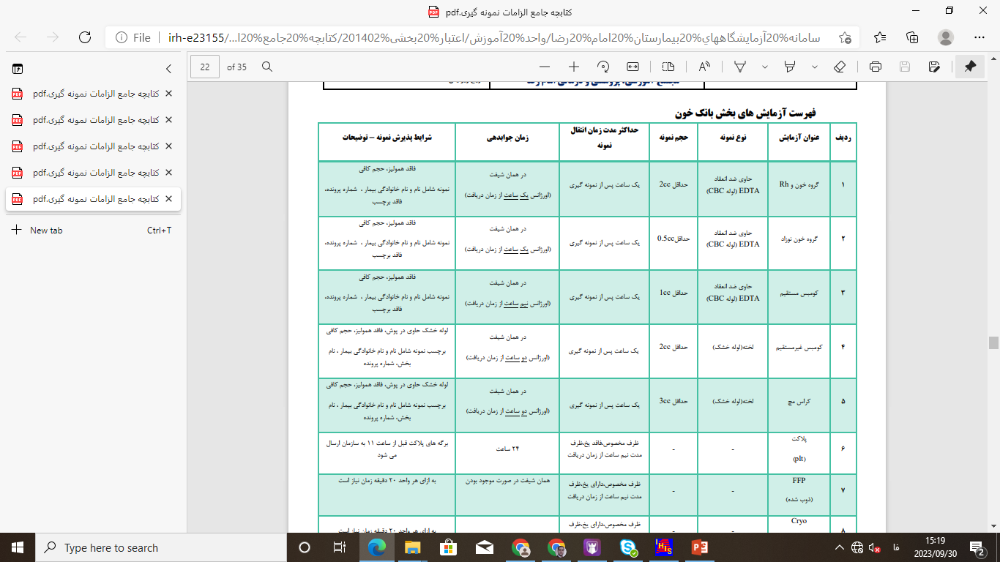 کتابچه جامع الزامات نمونه گیری.pdf
File
irh-e23155/سامانه%20آزمایشگاههاي%20بیمارستان%20امام%20رضا/واحد%20آموزش/اعتبار%20بخشی%201402/کتابچه%20جامع%20ا...
22 of 35
کتابچه جامع الزامات نمونه گیری.pdf
کتابچه جامع الزامات نمونه گیری.pdf
کتابچه جامع الزامات نمونه گیری.pdf
کتابچه جامع الزامات نمونه گیری.pdf
کتابچه جامع الزامات نمونه گیری.pdf
New tab Ctrl+T
فهرست آزمایش های بخش بانک خون
ردیف
عنوان آزمایش
نوع نمونه
حجم نمونه
حداکثر مدت زمان انتقال
نمونه
زمان جوابدهی
شرایط پذیرش نمونه – توضیحات
۱
گروه خون و Rh
حاوی ضد انعقاد
EDTA (لوله CBC)
حداقل 2cc
یک ساعت پس از نمونه گیری
در همان شیفت
(اورژانس یک ساعت از زمان دریافت)
فاقد همولیز، حجم کافی
نمونه شامل نام و نام خانوادگی بیمار ، شماره پرونده،
فاقد برچسب
۲
گروه خون نوزاد
حاوی ضد انعقاد
EDTA (لوله CBC)
حداقل0.5cc
یک ساعت پس از نمونه گیری
در همان شیفت
(اورژانس یک ساعت از زمان دریافت)
فاقد همولیز، حجم کافی
نمونه شامل نام و نام خانوادگی بیمار ، شماره پرونده،
فاقد برچسب
۳
کومبس مستقیم
حاوی ضد انعقاد
EDTA (لوله CBC)
حداقل 1cc
یک ساعت پس از نمونه گیری
در همان شیفت
(اورژانس نیم ساعت از زمان دریافت)
فاقد همولیز، حجم کافی
نمونه شامل نام و نام خانوادگی بیمار ، شماره پرونده،
فاقد برچسب
۴
کومبس غیرمستقیم
لخته(لوله خشک)
حداقل 2cc
یک ساعت پس از نمونه گیری
در همان شیفت
(اورژانس دو ساعت از زمان دریافت)
لوله خشک حاوی در پوش، فاقد همولیز، حجم کافی
برچسب نمونه شامل نام و نام خانوادگی بیمار ، نام
بخش، شماره پرونده
۵
کراس مچ
لخته(لوله خشک)
حداقل 3cc
یک ساعت پس از نمونه گیری
در همان شیفت
(اورژانس دو ساعت از زمان دریافت)
لوله خشک حاوی در پوش، فاقد همولیز، حجم کافی
برچسب نمونه شامل نام و نام خانوادگی بیمار ، نام
بخش، شماره پرونده
۶
پلاکت
(plt)
-
-
ظرف مخصوص،فاقد یخ،ظرف
مدت نیم ساعت از زمان دریافت
۲۴ ساعت
برگه های پلاکت قبل از ساعت ۱۱ به سازمان ارسال
می شود
۷
FFP
(ذوب شده)
-
-
ظرف مخصوص،دارای یخ،ظرف
مدت نیم ساعت از زمان دریافت
همان شیفت در صورت موجود بودن
به ازای هر واحد ۲۰ دقیقه زمان نیاز است
۸
Cryo
-
-
ظرف مخصوص،دارای یخ،ظرف
به ازای هر واحد ۲۰ دقیقه زمان نیاز است
Type here to search
فا
15:19
2023/09/30
2